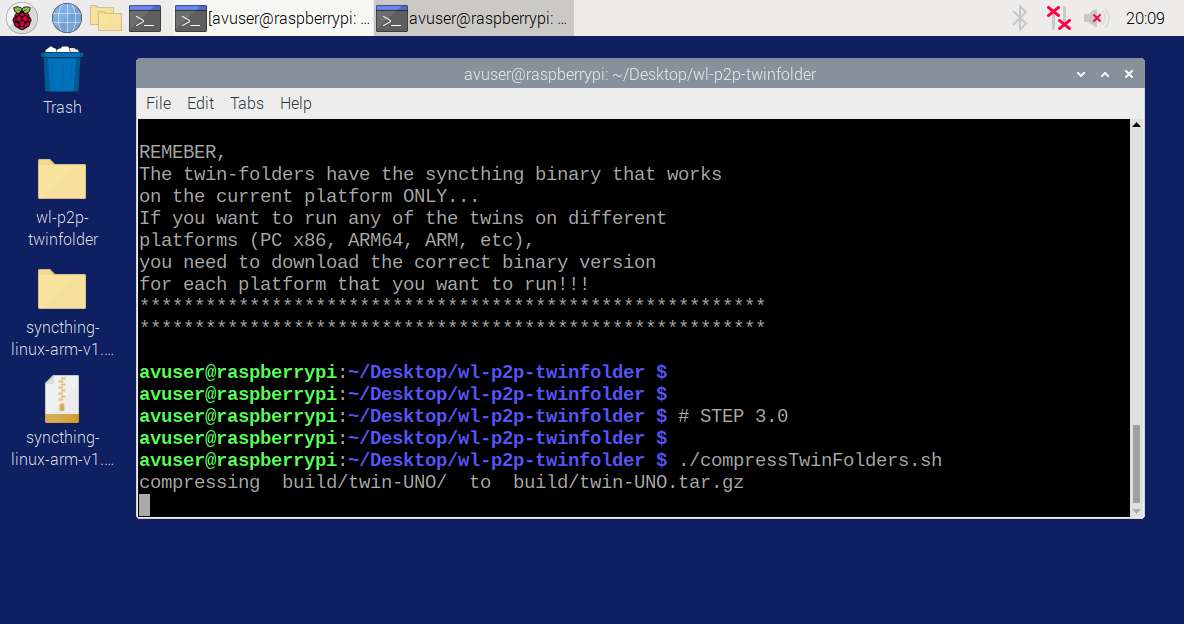 [avuser@raspberrypi: ...
avuser@raspberrypi: ...
20:09
Trash
wl-p2p-
twinfolder
syncthing-
linux-arm-v1....
syncthing-
linux-arm-v1....
avuser@raspberrypi: ~/Desktop/wl-p2p-twinfolder
File Edit Tabs Help
REMEBER,
The twin-folders have the syncthing binary that works
on the current platform ONLY...
If you want to run any of the twins on different
platforms (PC x86, ARM64, ARM, etc),
you need to download the correct binary version
for each platform that you want to run!!!
*********************************************************
*********************************************************
avuser@raspberrypi:~/Desktop/wl-p2p-twinfolder $
avuser@raspberrypi:~/Desktop/wl-p2p-twinfolder $
avuser@raspberrypi:~/Desktop/wl-p2p-twinfolder $ # STEP 3.0
avuser@raspberrypi:~/Desktop/wl-p2p-twinfolder $
avuser@raspberrypi:~/Desktop/wl-p2p-twinfolder $ ./compressTwinFolders.sh
compressing  build/twin-UNO/  to  build/twin-UNO.tar.gz